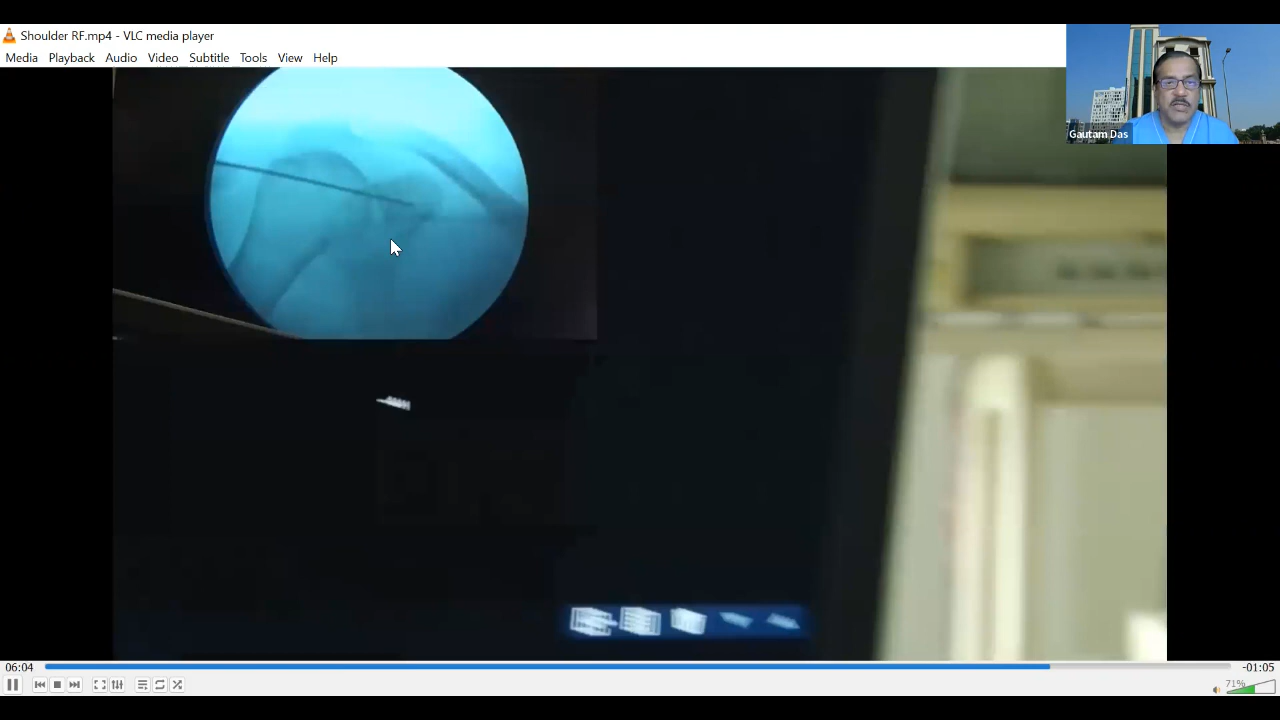 Shoulder RF.mp4 - VLC media player
Media Playback Audio Video Subtitle Tools View Help
Gautam Das
06:04
-01:05
71%